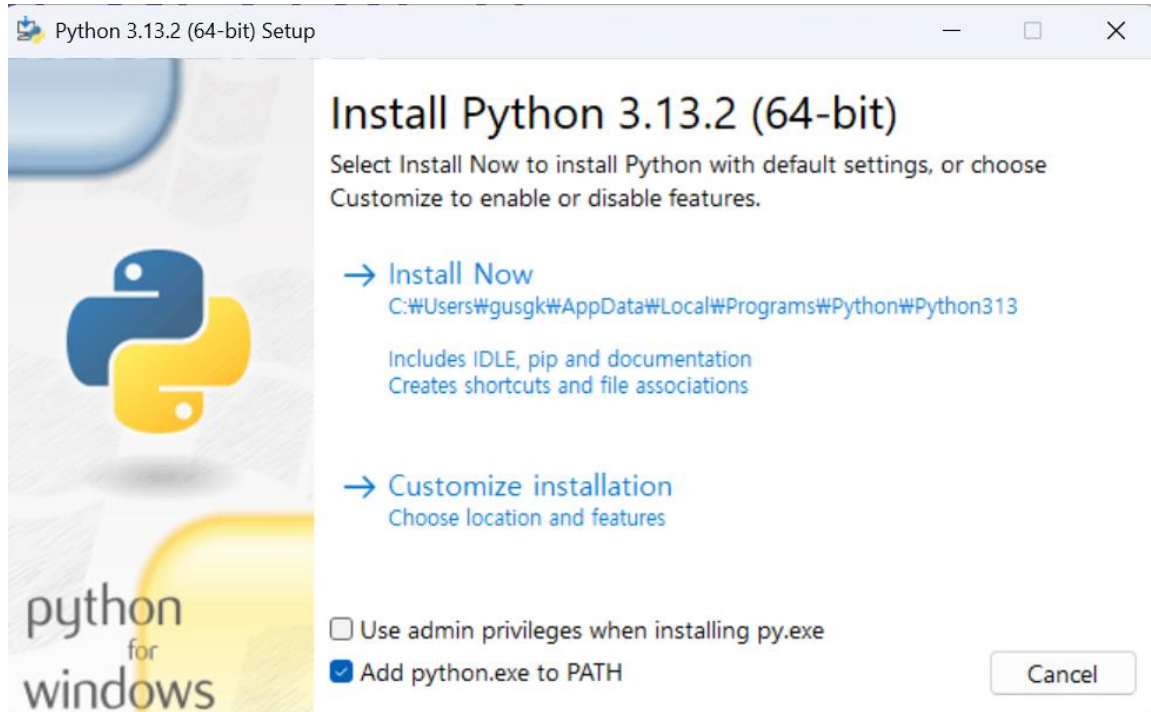 Python 3.13.2 (64-bit) Setup
Install Python 3.13.2 (64-bit)
Select Install Now to install Python with default settings, or choose
Customize to enable or disable features.
→ Install Now
C:₩Users₩gusgk₩AppData₩Local₩Programs₩Python₩Python313
Includes IDLE, pip and documentation
Creates shortcuts and file associations
→ Customize installation
Choose location and features
python
for
windows
Use admin privileges when installing py.exe
Add python.exe to PATH
Cancel